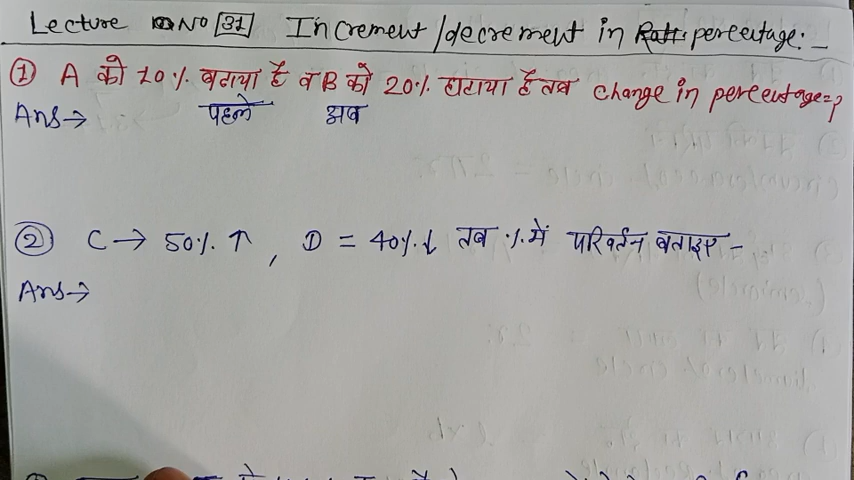 Lecture No 31 Increment/decrement in percentage:-
① A को 10% बढाया है व B को 20% घटाया है तब change in percentage=?
Ans→ पहले अब
② C → 50%.↑, D = 40%.↓ तब %में परिवर्तन बताइए -
Ans→